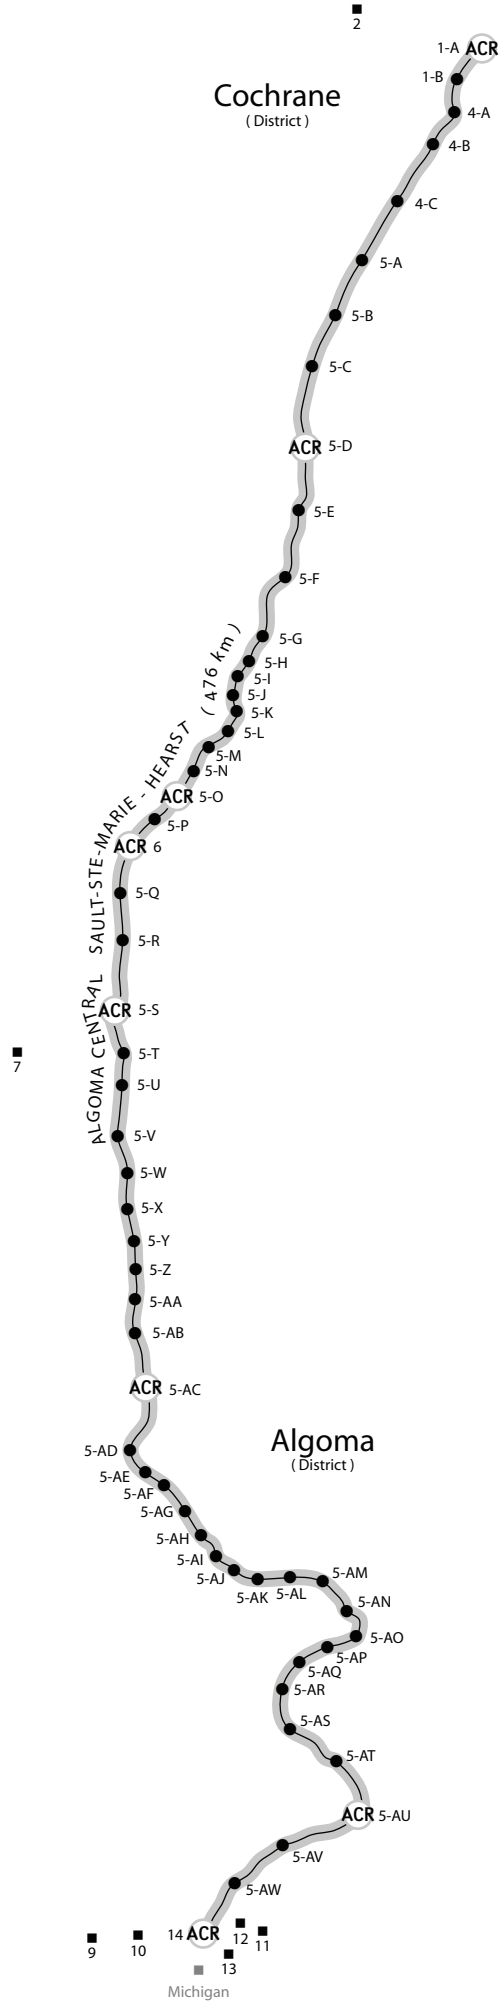 2
1-A ACR
1-B
Cochrane
( District )
4-A
4-B
4-C
5-A
5-B
5-C
ACR 5-D
5-E
5-F
5-G
5-H
5-I
5-J
5-K
5-L
5-M
5-N
ACR 5-O
5-P
ACR 6
ALGOMA CENTRAL SAULT-STE-MARIE - HEARST ( 476 km )
5-Q
5-R
ACR 5-S
5-T
7
5-U
5-V
5-W
5-X
5-Y
5-Z
5-AA
5-AB
ACR 5-AC
Algoma
( District )
5-AD
5-AE
5-AF
5-AG
5-AH
5-AI
5-AJ
5-AK
5-AL
5-AM
5-AN
5-AO
5-AP
5-AQ
5-AR
5-AS
5-AT
ACR 5-AU
5-AV
5-AW
14 ACR
12
11
9
10
13
Michigan